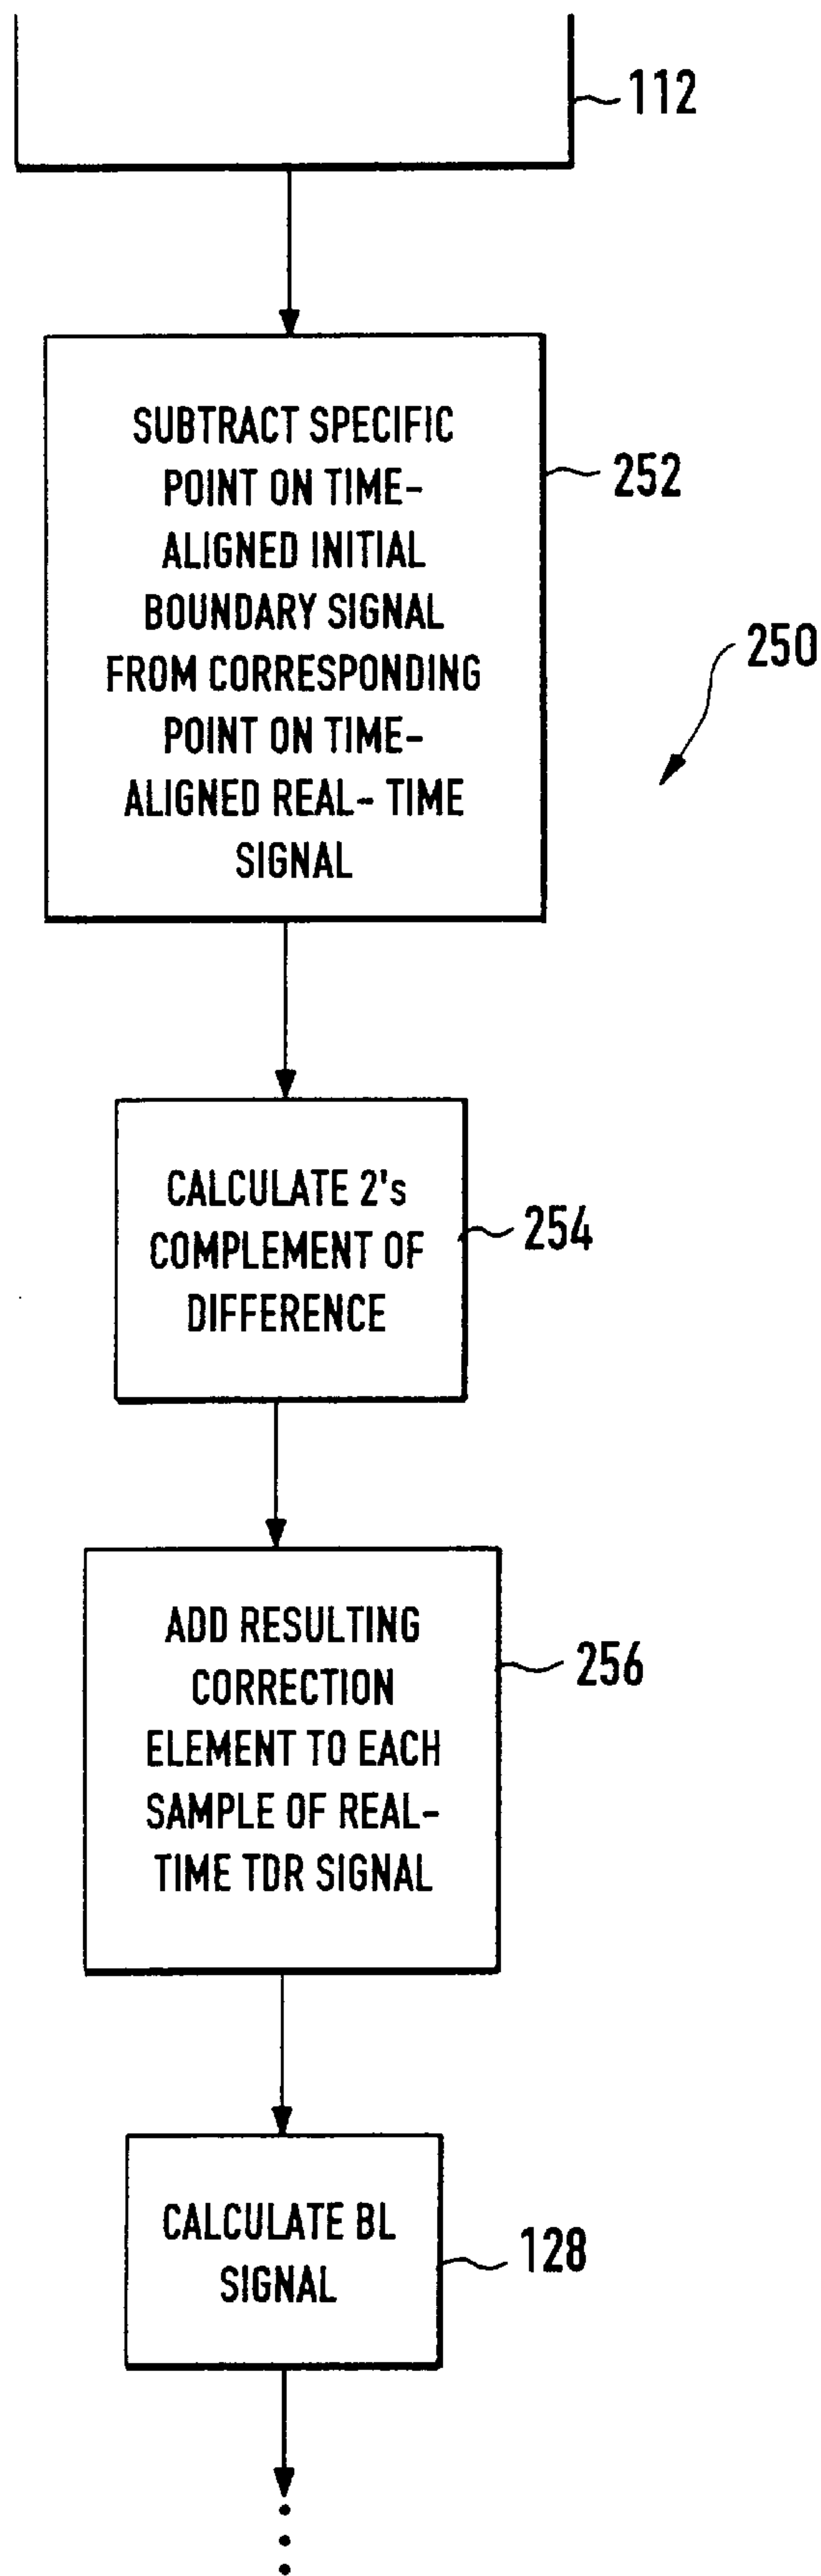 112
SUBTRACT SPECIFIC
POINT ON TIME-
ALIGNED INITIAL
BOUNDARY SIGNAL
FROM CORRESPONDING
POINT ON TIME-
ALIGNED REAL- TIME
SIGNAL
252
250
CALCULATE 2's
COMPLEMENT OF
DIFFERENCE
254
ADD RESULTING
CORRECTION
ELEMENT TO EACH
SAMPLE OF REAL-
TIME TDR SIGNAL
256
CALCULATE BL
SIGNAL
128